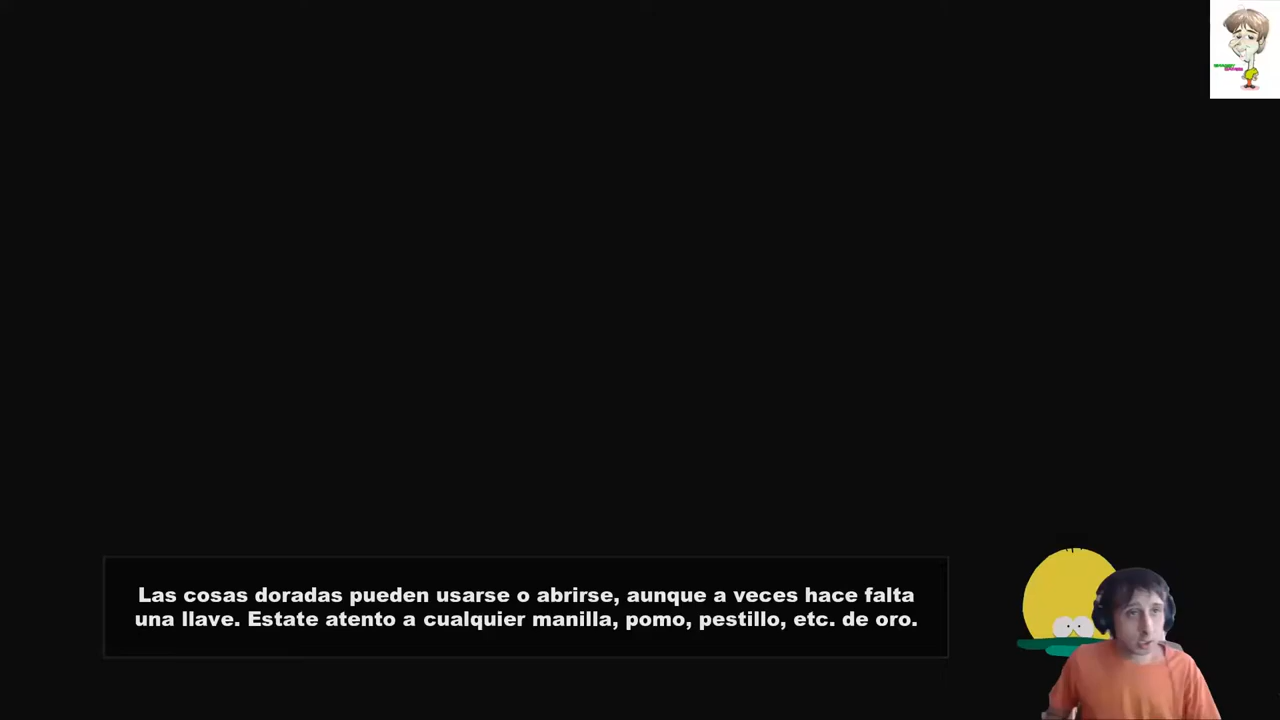 Las cosas doradas pueden usarse o abrirse, aunque a veces hace falta
una llave. Estate atento a cualquier manilla, pomo, pestillo, etc. de oro.